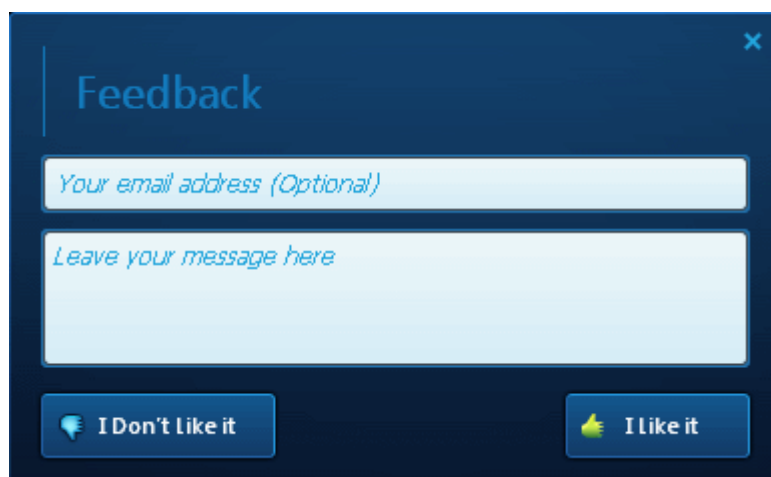 Feedback
Your email address (Optional)
Leave your message here
I Don't like it
I like it